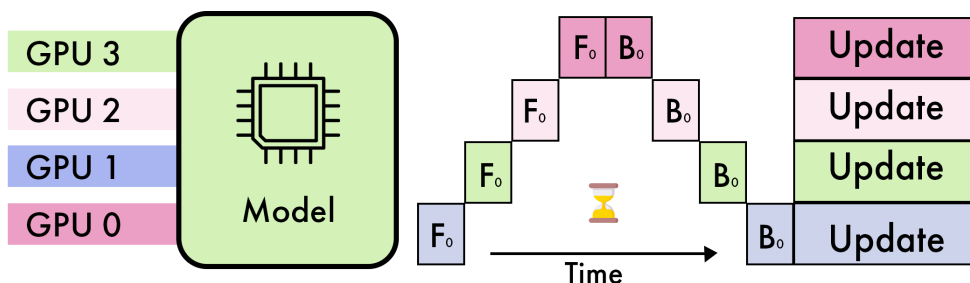 GPU 3
GPU 2
GPU 1
GPU 0
Model
F₀ B₀
F₀ B₀
F₀ B₀
F₀ B₀
Time
Update
Update
Update
Update